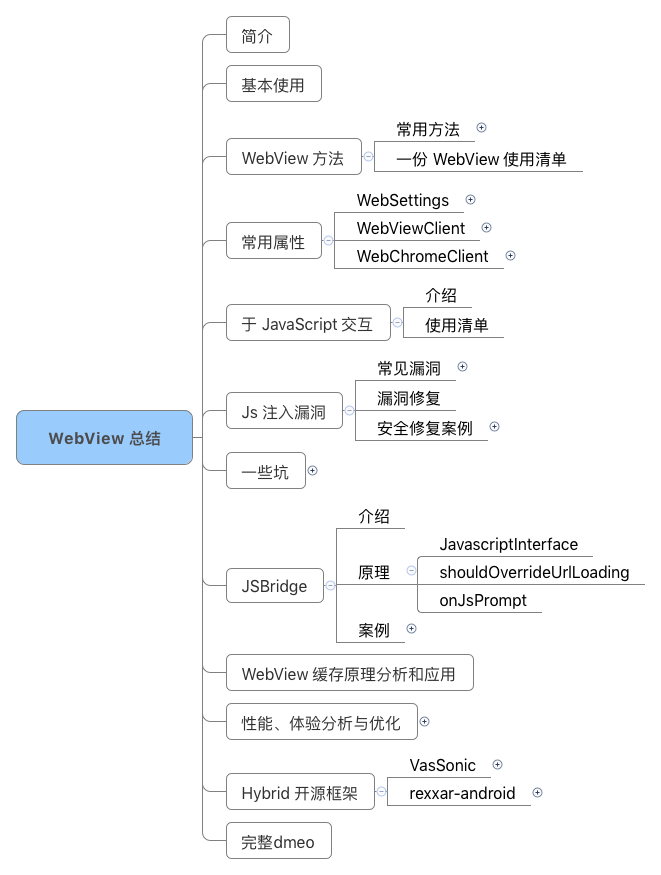 简介
基本使用
常用方法
WebView 方法
一份 WebView 使用清单
WebSettings
常用属性
WebViewClient
WebChromeClient
介绍
于 JavaScript 交互
使用清单
常见漏洞
Js 注入漏洞
漏洞修复
安全修复案例
WebView 总结
一些坑
介绍
JavascriptInterface
JSBridge
原理
shouldOverrideUrlLoading
onJsPrompt
案例
WebView 缓存原理分析和应用
性能、体验分析与优化
VasSonic
Hybrid 开源框架
rexxar-android
完整dmeo